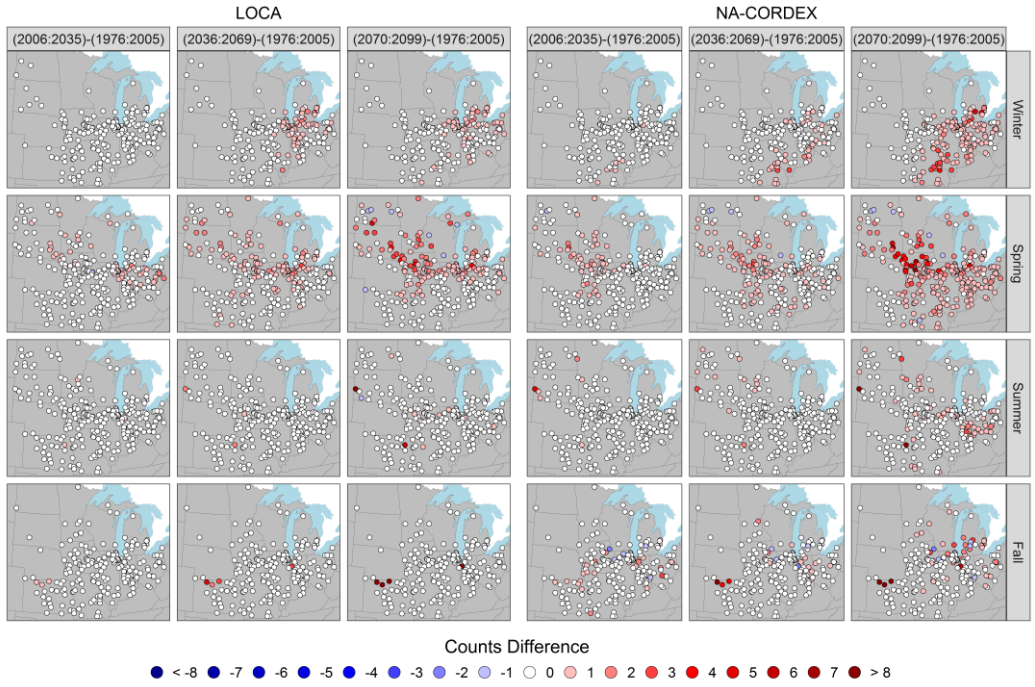 LOCA NA-CORDEX
(2006:2035)-(1976:2005) (2036:2069)-(1976:2005) (2070:2099)-(1976:2005) (2006:2035)-(1976:2005) (2036:2069)-(1976:2005) (2070:2099)-(1976:2005)
Winter
Spring
Summer
Fall
Counts Difference
< -8 -7 -6 -5 -4 -3 -2 -1 0 1 2 3 4 5 6 7 > 8